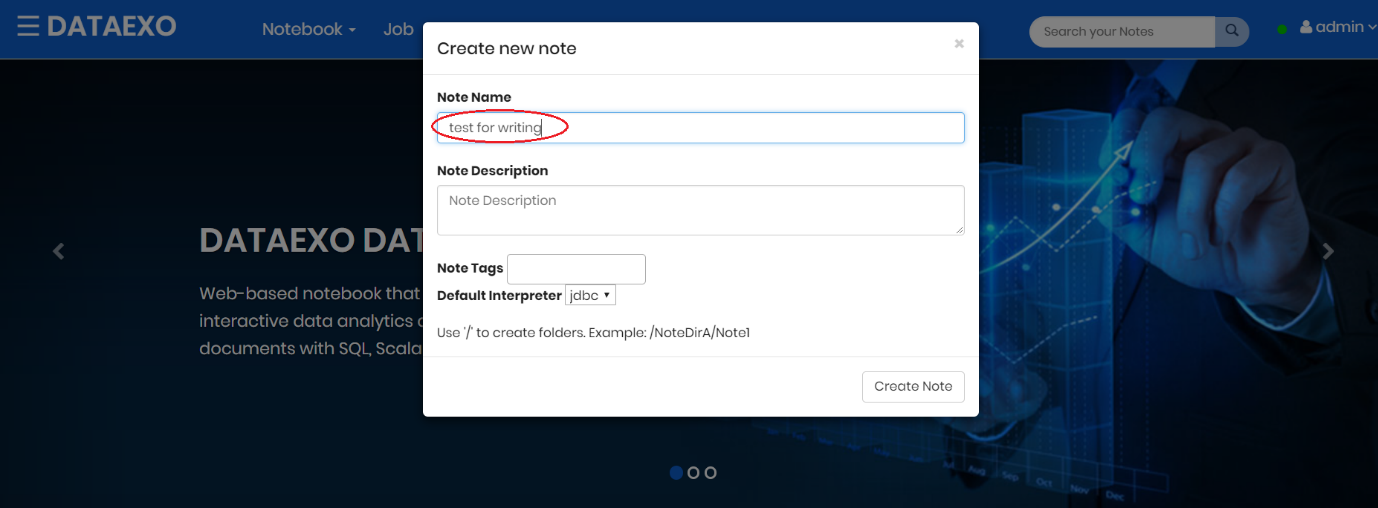 ☰ DATAEXO Notebook Job Search your Notes admin
Create new note ×
Note Name
test for writing
Note Description
Note Description
DATAEXO DAT
Note Tags
Web-based notebook that
Default Interpreter jdbc
interactive data analytics
Use '/' to create folders. Example: /NoteDirA/Note1
documents with SQL, Scala
Create Note
Jul
Aug
Sep
Oct
Nov
Dec